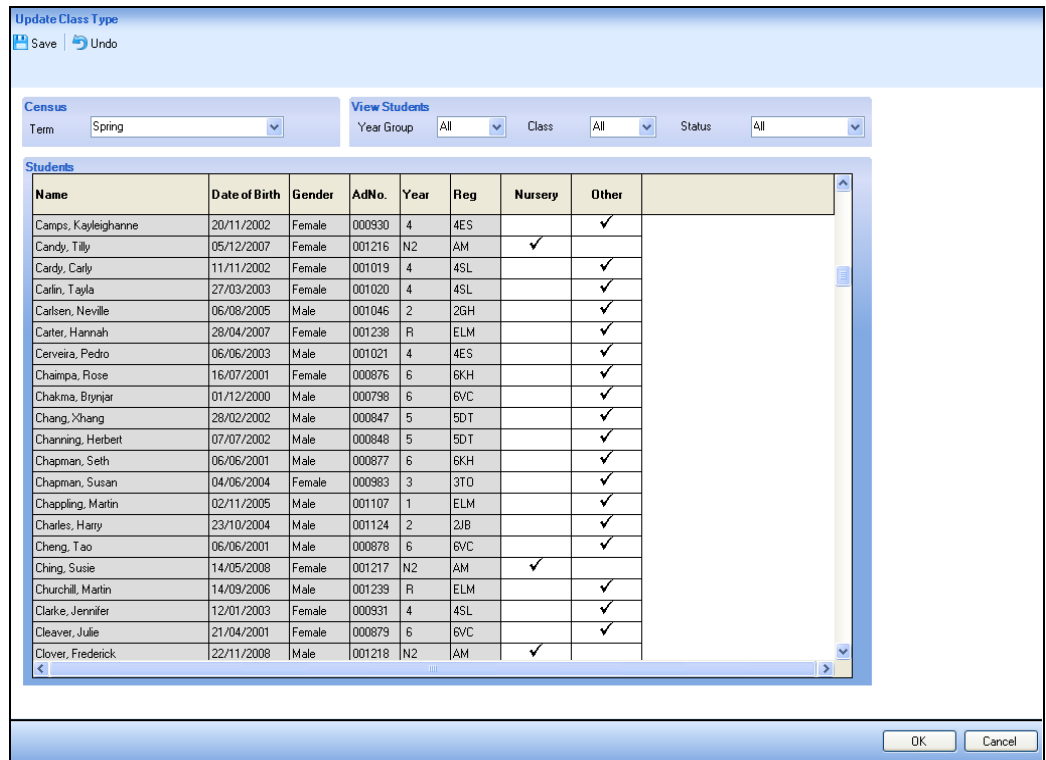 Update Class Type
Save Undo
Census View Students
Term Spring Year Group All Class All Status All
Students
Name Date of Birth Gender AdNo. Year Reg Nursery Other
Camps, Kayleighanne 20/11/2002 Female 000930 4 4ES ✓
Candy, Tilly 05/12/2007 Female 001216 N2 AM ✓
Cardy, Carly 11/11/2002 Female 001019 4 4SL ✓
Carlin, Tayla 27/03/2003 Female 001020 4 4SL ✓
Carlsen, Neville 06/08/2005 Male 001046 2 2GH ✓
Carter, Hannah 28/04/2007 Female 001238 R ELM ✓
Cerveira, Pedro 06/06/2003 Male 001021 4 4ES ✓
Chaimpa, Rose 16/07/2001 Female 000876 6 6KH ✓
Chakma, Brynjar 01/12/2000 Male 000798 6 6VC ✓
Chang, Xhang 28/02/2002 Male 000847 5 5DT ✓
Channing, Herbert 07/07/2002 Male 000848 5 5DT ✓
Chapman, Seth 06/06/2001 Male 000877 6 6KH ✓
Chapman, Susan 04/06/2004 Female 000983 3 3TO ✓
Chappling, Martin 02/11/2005 Male 001107 1 ELM ✓
Charles, Harry 23/10/2004 Male 001124 2 2JB ✓
Cheng, Tao 06/06/2001 Male 000878 6 6VC ✓
Ching, Susie 14/05/2008 Female 001217 N2 AM ✓
Churchill, Martin 14/09/2006 Male 001239 R ELM ✓
Clarke, Jennifer 12/01/2003 Female 000931 4 4SL ✓
Cleaver, Julie 21/04/2001 Female 000879 6 6VC ✓
Clover, Frederick 22/11/2008 Male 001218 N2 AM ✓
OK Cancel